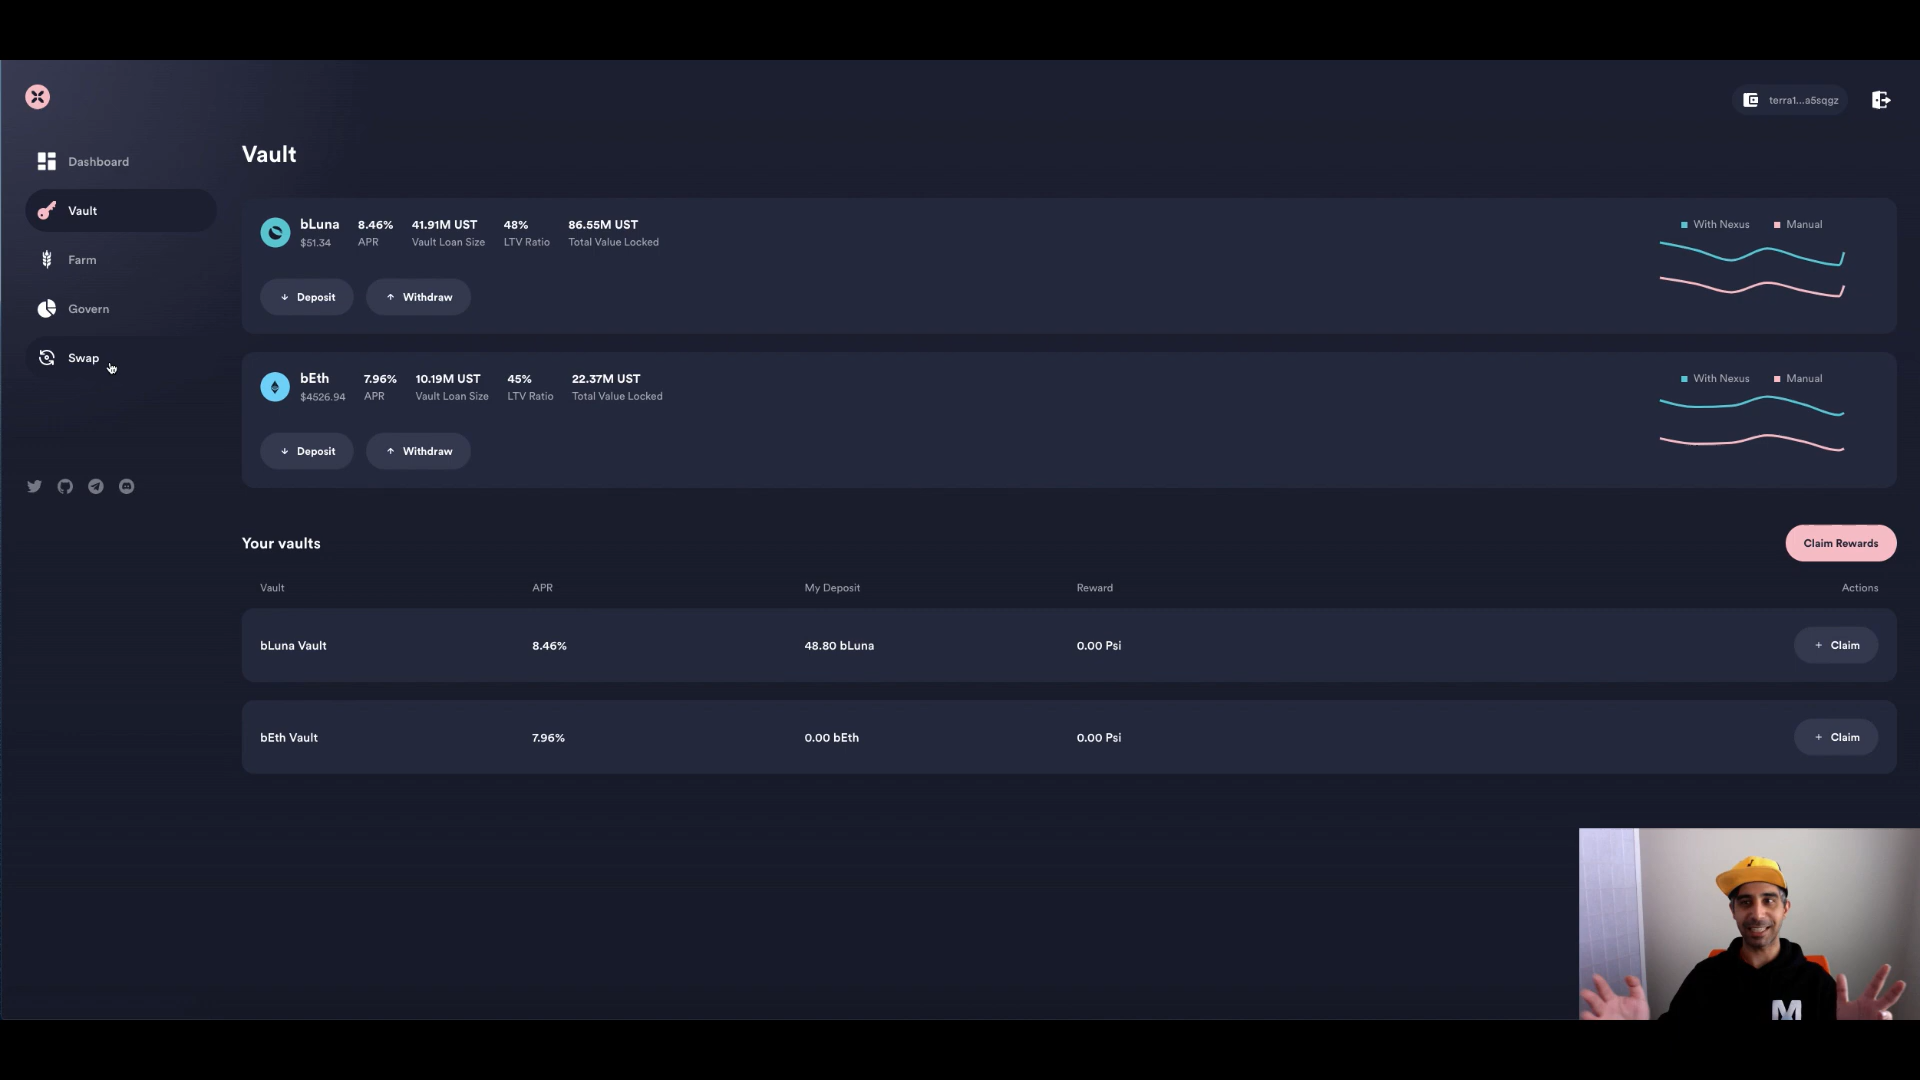 terra1...a5sqgz
Dashboard
Vault
Farm
Govern
Swap
Vault
bLuna 8.46% 41.91M UST 48% 86.55M UST
$51.34 APR Vault Loan Size LTV Ratio Total Value Locked
With Nexus Manual
Deposit Withdraw
bEth 7.96% 10.19M UST 45% 22.37M UST
$4526.94 APR Vault Loan Size LTV Ratio Total Value Locked
With Nexus Manual
Deposit Withdraw
Your vaults
Claim Rewards
Vault APR My Deposit Reward Actions
bLuna Vault 8.46% 48.80 bLuna 0.00 Psi + Claim
bEth Vault 7.96% 0.00 bEth 0.00 Psi + Claim
M